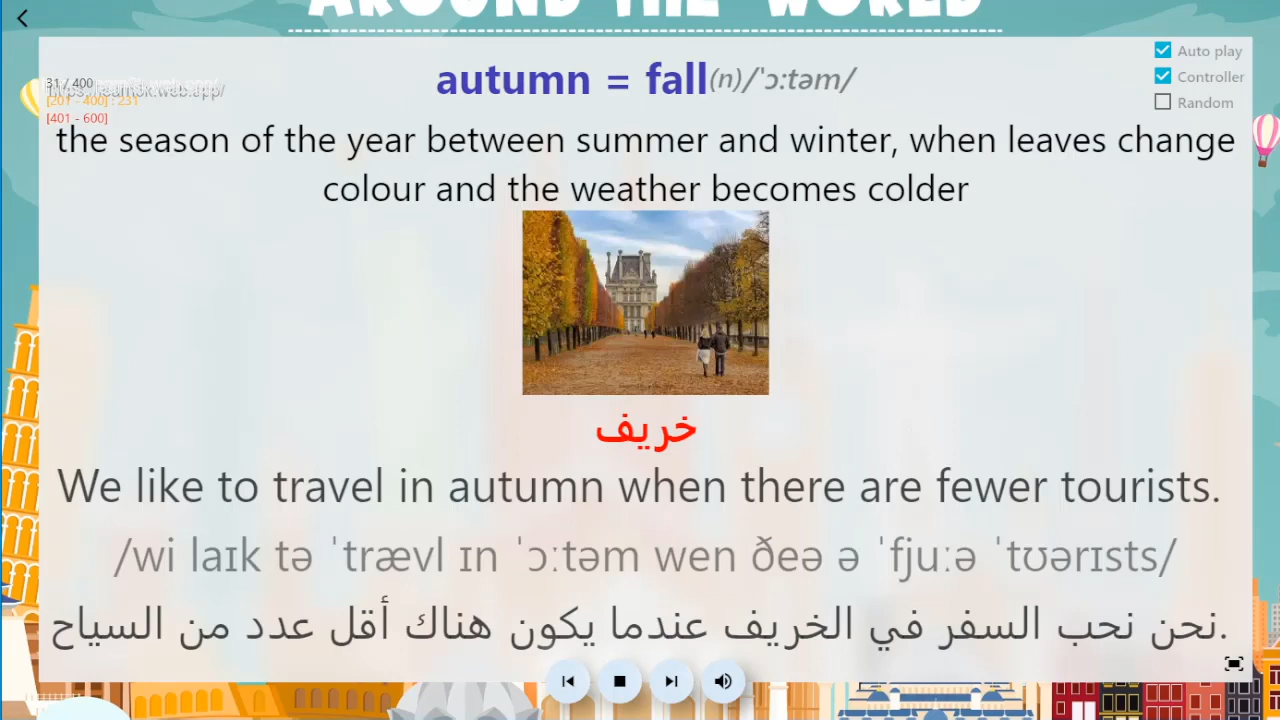 AROUND THE WORLD
Auto play
Controller
Random
31 / 400
[201 - 400] : 231
[401 - 600]
autumn = fall(n)/ˈɔːtəm/
the season of the year between summer and winter, when leaves change
colour and the weather becomes colder
خريف
We like to travel in autumn when there are fewer tourists.
/wi laɪk tə ˈtrævl ɪn ˈɔːtəm wen ðeə ə ˈfjuːə ˈtʊərɪsts/
نحن نحب السفر في الخريف عندما يكون هناك أقل عدد من السياح.